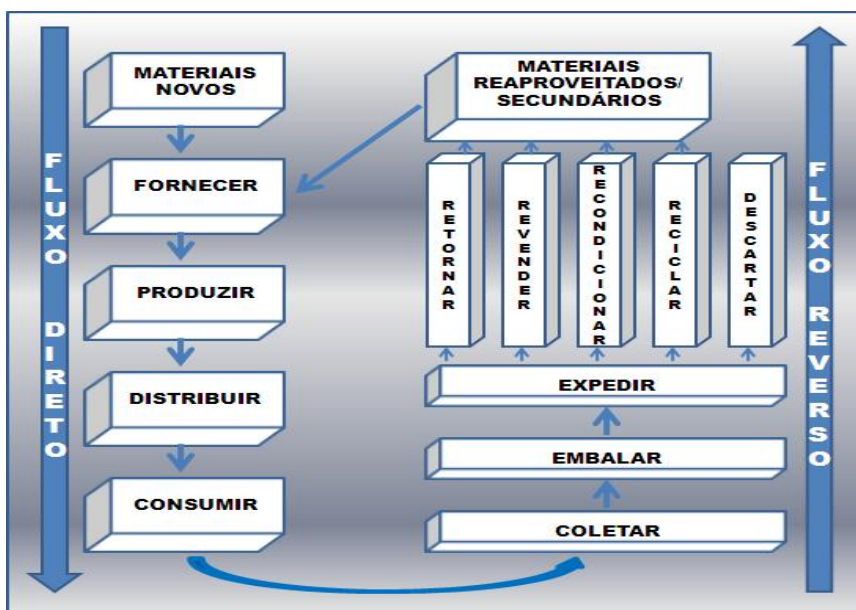 FLUXO DIRETO
MATERIAIS
NOVOS
FORNECER
PRODUZIR
DISTRIBUIR
CONSUMIR
MATERIAIS
REAPROVEITADOS/
SECUNDÁRIOS
RETORNAR
REVENDER
RECONDICIONAR
RECICLAR
DESCARTAR
EXPEDIR
EMBALAR
COLETAR
FLUXO REVERSO